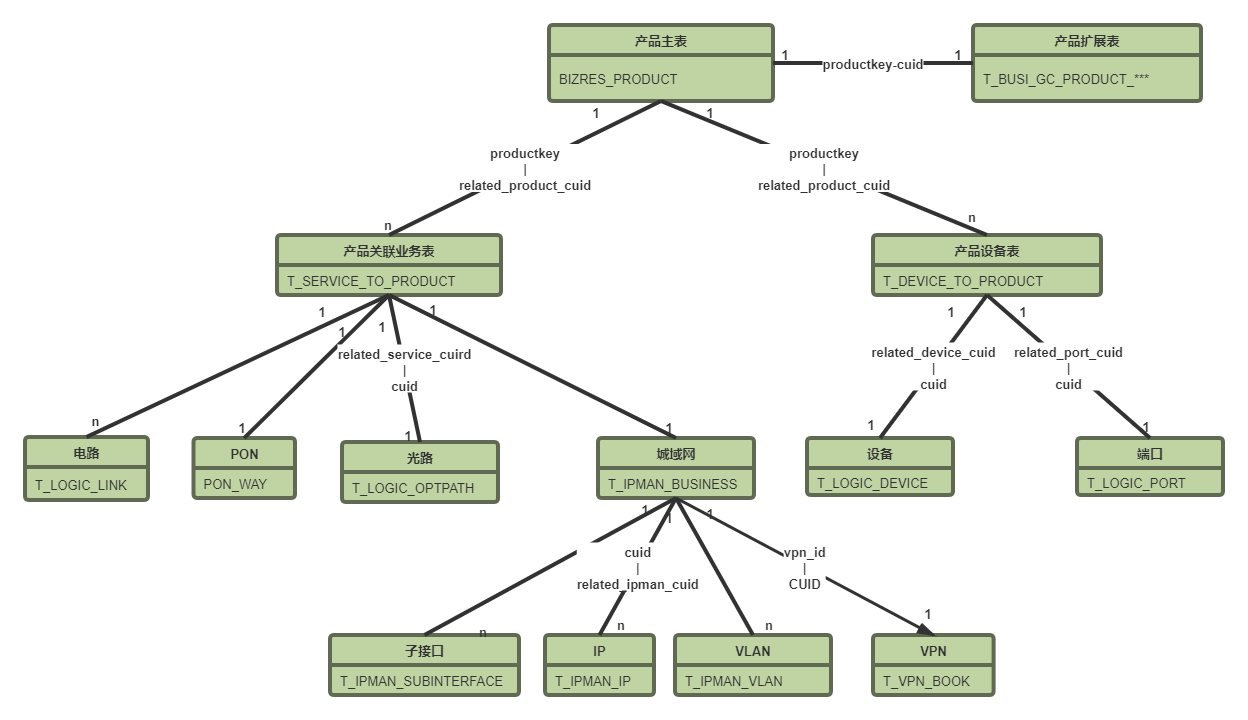 产品主表
BIZRES_PRODUCT
1
productkey-cuid
1
产品扩展表
T_BUSI_GC_PRODUCT_***
1
1
productkey
|
related_product_cuid
productkey
|
related_product_cuid
n
n
产品关联业务表
T_SERVICE_TO_PRODUCT
产品设备表
T_DEVICE_TO_PRODUCT
1
1
1
1
1
1
related_service_cuird
|
cuid
related_device_cuid
|
cuid
related_port_cuid
|
cuid
n
1
1
1
1
1
电路
T_LOGIC_LINK
PON
PON_WAY
光路
T_LOGIC_OPTPATH
城域网
T_IPMAN_BUSINESS
设备
T_LOGIC_DEVICE
端口
T_LOGIC_PORT
1
1
1
cuid
|
related_ipman_cuid
vpn_id
|
CUID
n
n
n
1
子接口
T_IPMAN_SUBINTERFACE
IP
T_IPMAN_IP
VLAN
T_IPMAN_VLAN
VPN
T_VPN_BOOK